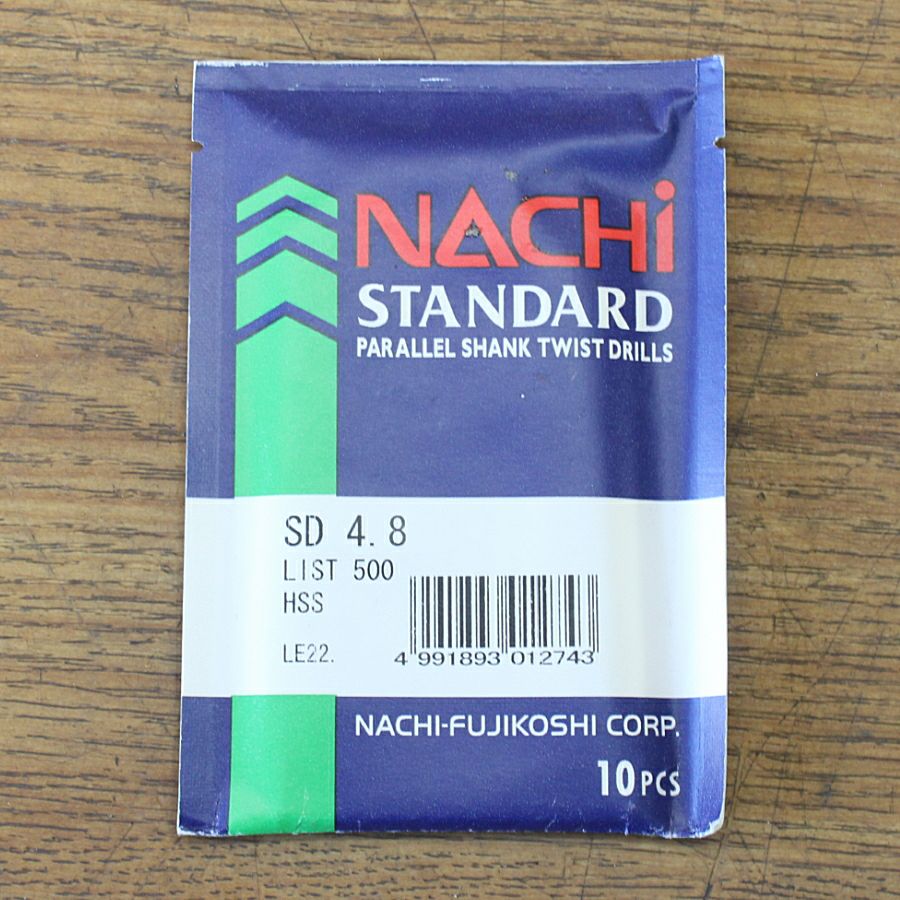 NACHi
STANDARD
PARALLEL SHANK TWIST DRILLS
SD 4.8
LIST 500
HSS
LE22.
4 991893 012743
NACHI-FUJIKOSHI CORP.
10 PCS